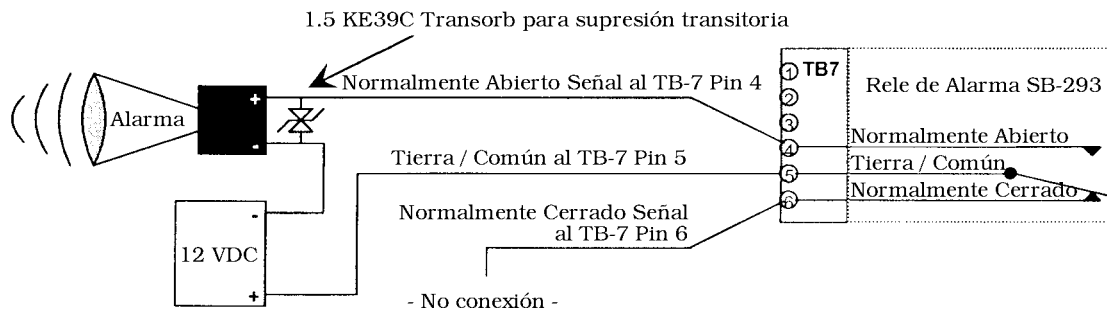 1.5 KE39C Transorb para supresión transitoria
Normalmente Abierto Señal al TB-7 Pin 4
Alarma
+
-
Tierra / Común al TB-7 Pin 5
Normalmente Cerrado Señal
al TB-7 Pin 6
-
12 VDC
+
- No conexión -
TB7
1
2
3
4
5
6
Rele de Alarma SB-293
Normalmente Abierto
Tierra / Común
Normalmente Cerrado